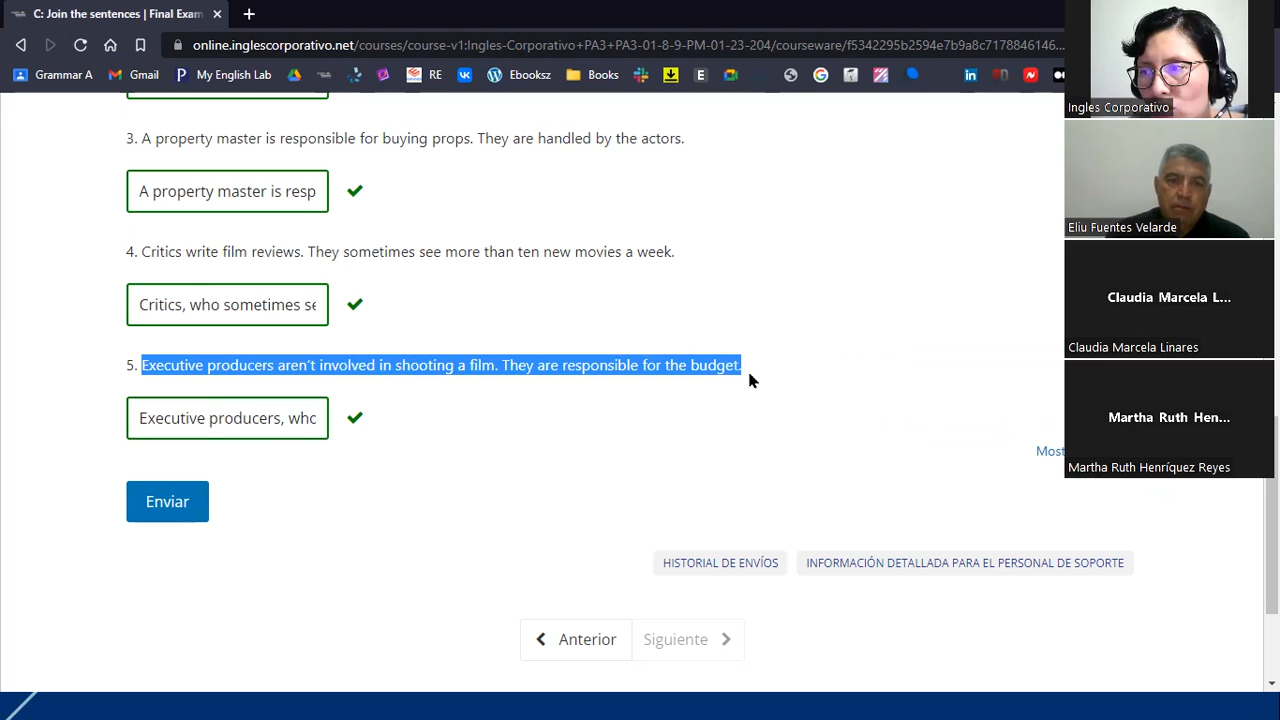 C: Join the sentences | Final Exam
online.inglescorporativo.net/courses/course-v1:Ingles-Corporativo+PA3+PA3-01-8-9-PM-01-23-204/courseware/f5342295b2594e7b9a8c7178846146...
Grammar A Gmail My English Lab RE Ebooksz Books
Ingles Corporativo
3. A property master is responsible for buying props. They are handled by the actors.
A property master is resp
Eliu Fuentes Velarde
4. Critics write film reviews. They sometimes see more than ten new movies a week.
Critics, who sometimes se
Claudia Marcela L...
Claudia Marcela Linares
5. Executive producers aren't involved in shooting a film. They are responsible for the budget.
Executive producers, who
Martha Ruth Hen...
Most
Martha Ruth Henríquez Reyes
Enviar
HISTORIAL DE ENVÍOS INFORMACIÓN DETALLADA PARA EL PERSONAL DE SOPORTE
Anterior Siguiente